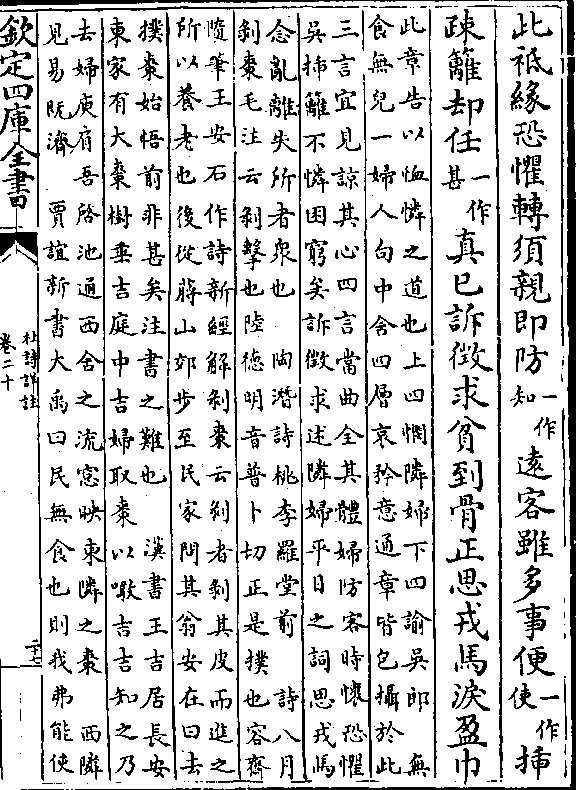 此祗緣恐懼轉須親即防一作知遠客雖多事便一作使揷
疎籬却任一作甚真已訴徵求貧到骨正思戎馬淚盈巾
此章告以恤憐之道也上四憫隣婦下四諭吳郎　無
食無兒一婦人句中含四層哀矜意通章皆包攝於此
三言宜見諒其心四言當曲全其體婦防客時懷恐懼
吳揷籬不憐困窮矣訴徵求述隣婦平日之詞思戎馬
念亂離失所者衆也　陶潛詩桃李羅堂前　詩八月
剝棗毛注云剝擊也陸德明音普卜切正是撲也容齋
隨筆王安石作詩新經解剝棗云剝者剝其皮而進之
所以養老也後從蔣山郊步至民家問其翁安在曰去
撲棗始悟前非甚矣注書之難也　漢書王吉居長安
東家有大棗樹垂吉庭中吉婦取棗以啖吉吉知之乃
去婦庾肩吾啓池通西舍之流窓映東隣之棗　西隣
見易旣濟　賈誼新書大禹曰民無食也則我弗能使
欽定四庫全書
杜詩詳註
卷二十
二十七